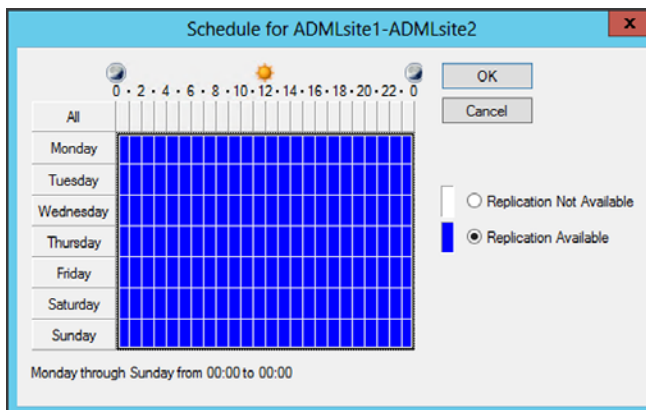 Schedule for ADMLsite1-ADMLsite2
x
0 · 2 · 4 · 6 · 8 · 10 · 12 · 14 · 16 · 18 · 20 · 22 · 0
OK
Cancel
All
Monday
Tuesday
Wednesday
Thursday
Friday
Saturday
Sunday
Replication Not Available
Replication Available
Monday through Sunday from 00:00 to 00:00